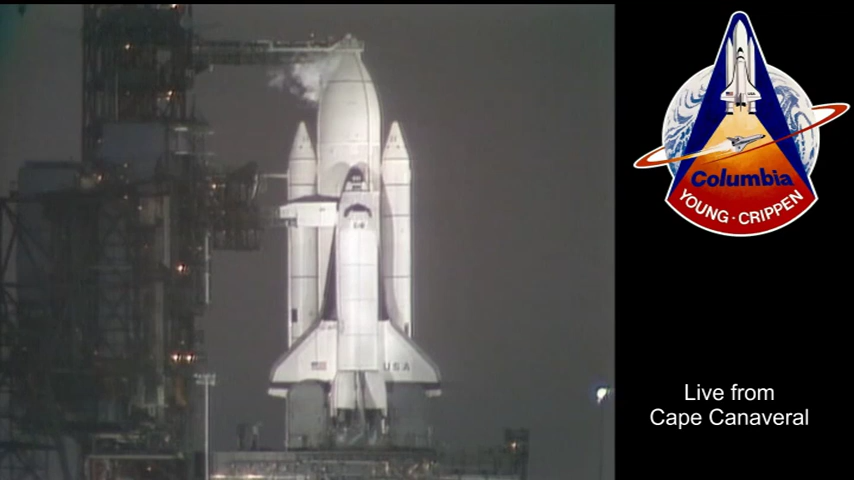 USA
Columbia
YOUNG · CRIPPEN
Live from
Cape Canaveral